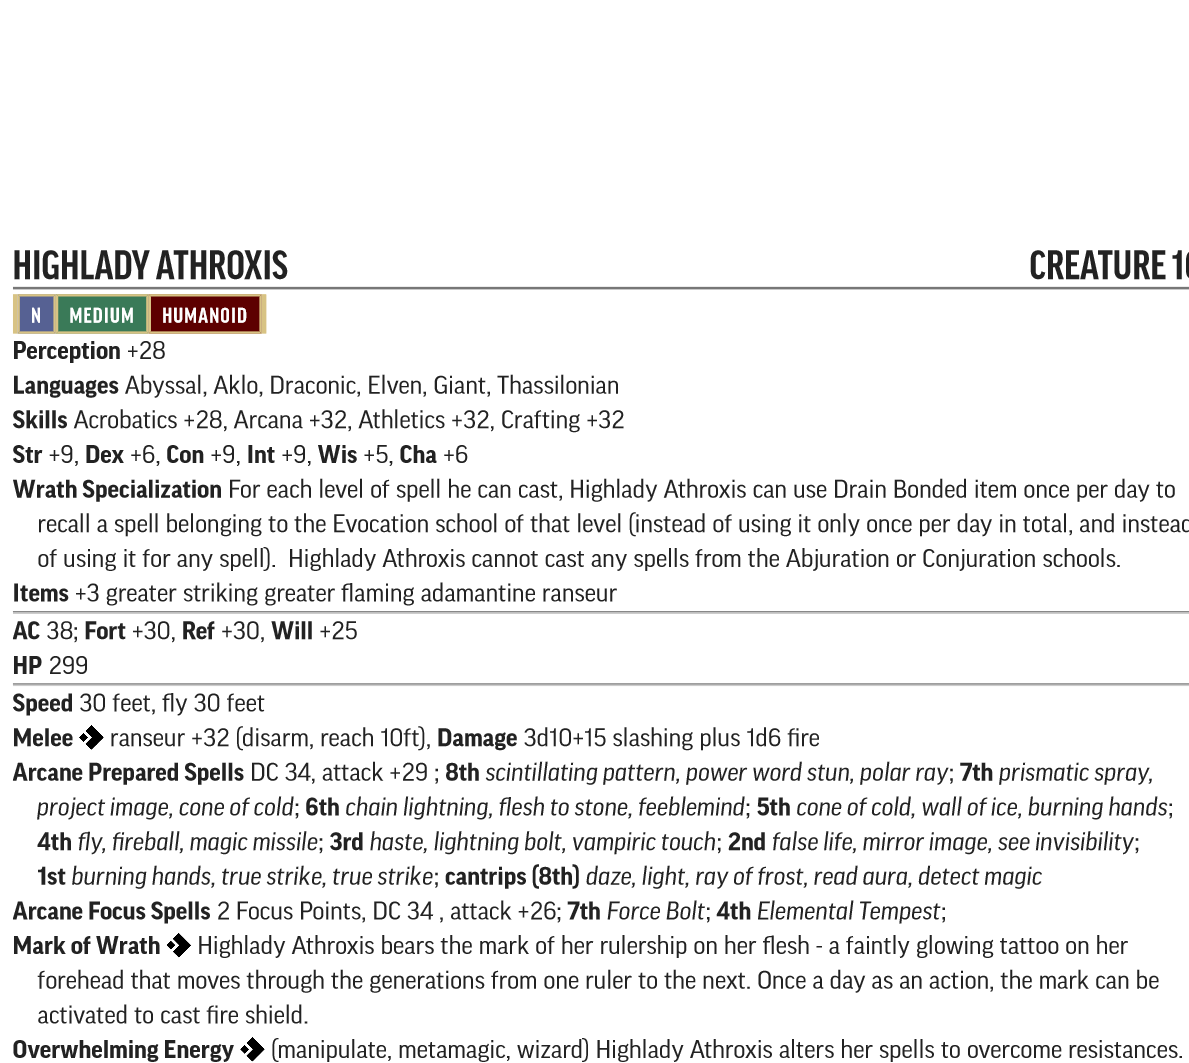 HIGHLADY ATHROXIS CREATURE 16
N MEDIUM HUMANOID
Perception +28
Languages Abyssal, Aklo, Draconic, Elven, Giant, Thassilonian
Skills Acrobatics +28, Arcana +32, Athletics +32, Crafting +32
Str +9, Dex +6, Con +9, Int +9, Wis +5, Cha +6
Wrath Specialization For each level of spell he can cast, Highlady Athroxis can use Drain Bonded item once per day to
recall a spell belonging to the Evocation school of that level (instead of using it only once per day in total, and instead
of using it for any spell). Highlady Athroxis cannot cast any spells from the Abjuration or Conjuration schools.
Items +3 greater striking greater flaming adamantine ranseur
AC 38; Fort +30, Ref +30, Will +25
HP 299
Speed 30 feet, fly 30 feet
Melee ranseur +32 (disarm, reach 10ft), Damage 3d10+15 slashing plus 1d6 fire
Arcane Prepared Spells DC 34, attack +29 ; 8th scintillating pattern, power word stun, polar ray; 7th prismatic spray,
project image, cone of cold; 6th chain lightning, flesh to stone, feeblemind; 5th cone of cold, wall of ice, burning hands;
4th fly, fireball, magic missile; 3rd haste, lightning bolt, vampiric touch; 2nd false life, mirror image, see invisibility;
1st burning hands, true strike, true strike; cantrips (8th) daze, light, ray of frost, read aura, detect magic
Arcane Focus Spells 2 Focus Points, DC 34 , attack +26; 7th Force Bolt; 4th Elemental Tempest;
Mark of Wrath Highlady Athroxis bears the mark of her rulership on her flesh - a faintly glowing tattoo on her
forehead that moves through the generations from one ruler to the next. Once a day as an action, the mark can be
activated to cast fire shield.
Overwhelming Energy (manipulate, metamagic, wizard) Highlady Athroxis alters her spells to overcome resistances.